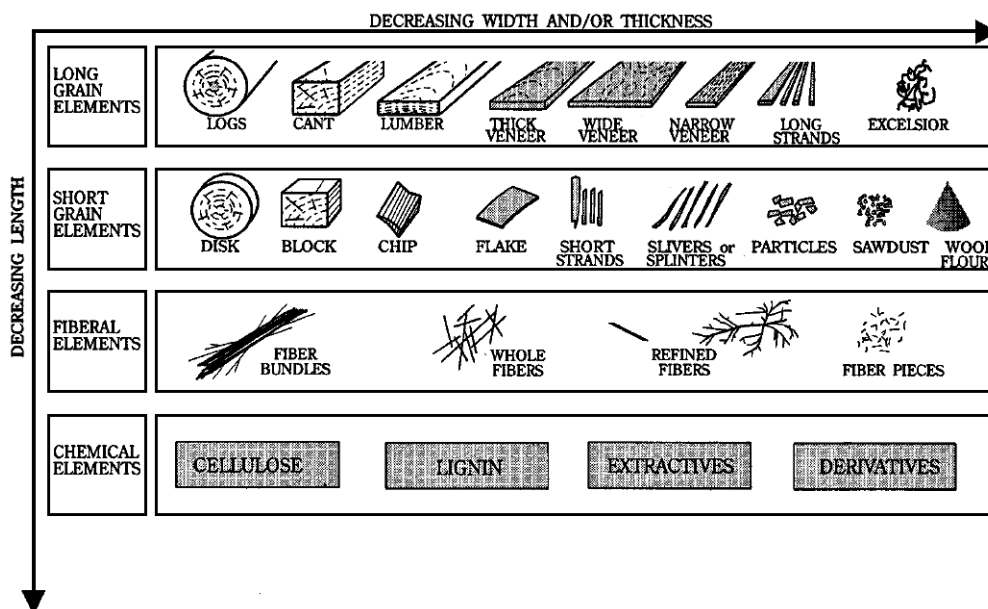 DECREASING WIDTH AND/OR THICKNESS
DECREASING LENGTH
LONG
GRAIN
ELEMENTS
LOGS
CANT
LUMBER
THICK
VENEER
WIDE
VENEER
NARROW
VENEER
LONG
STRANDS
EXCELSIOR
SHORT
GRAIN
ELEMENTS
DISK
BLOCK
CHIP
FLAKE
SHORT
STRANDS
SLIVERS or
SPLINTERS
PARTICLES
SAWDUST
WOOD
FLOUR
FIBERAL
ELEMENTS
FIBER
BUNDLES
WHOLE
FIBERS
REFINED
FIBERS
FIBER PIECES
CHEMICAL
ELEMENTS
CELLULOSE
LIGNIN
EXTRACTIVES
DERIVATIVES